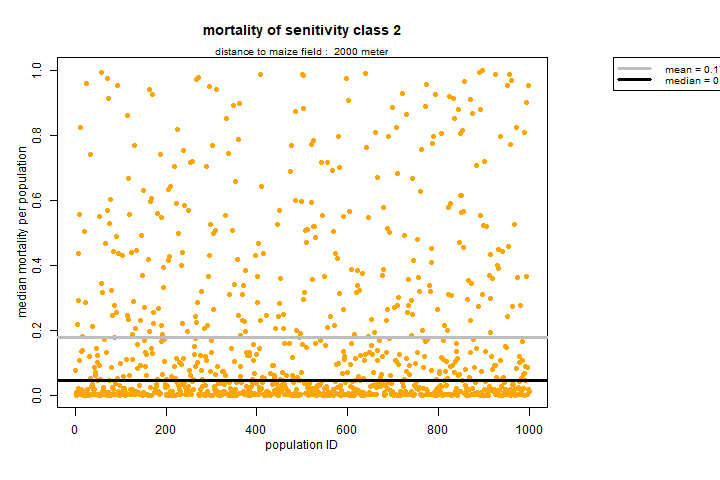 mortality of senitivity class 2
distance to maize field : 2000 meter
mean = 0.17
median = 0
median mortality per population
1.0
0.8
0.6
0.4
0.2
0.0
0 200 400 600 800 1000
population ID